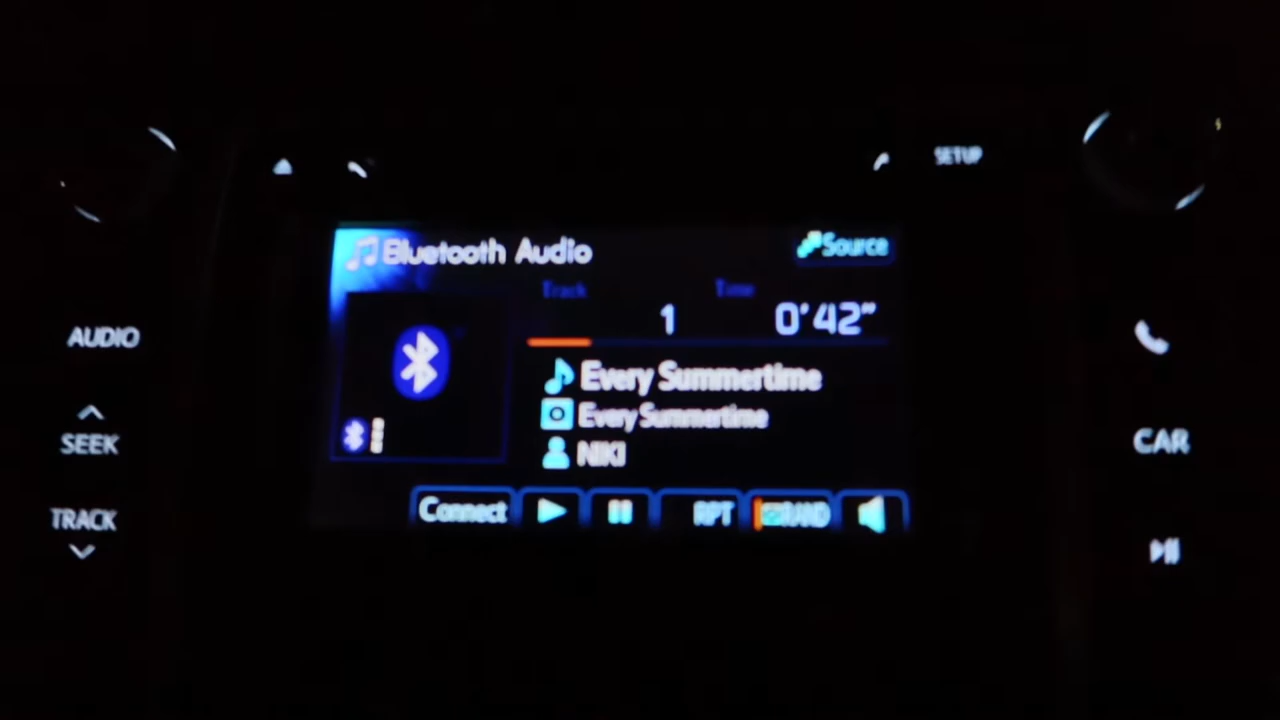 SETUP
Bluetooth Audio
Source
Track
Time
1
0'42"
AUDIO
Every Summertime
Every Summertime
NIKI
SEEK
CAR
TRACK
Connect
RPT
RAND